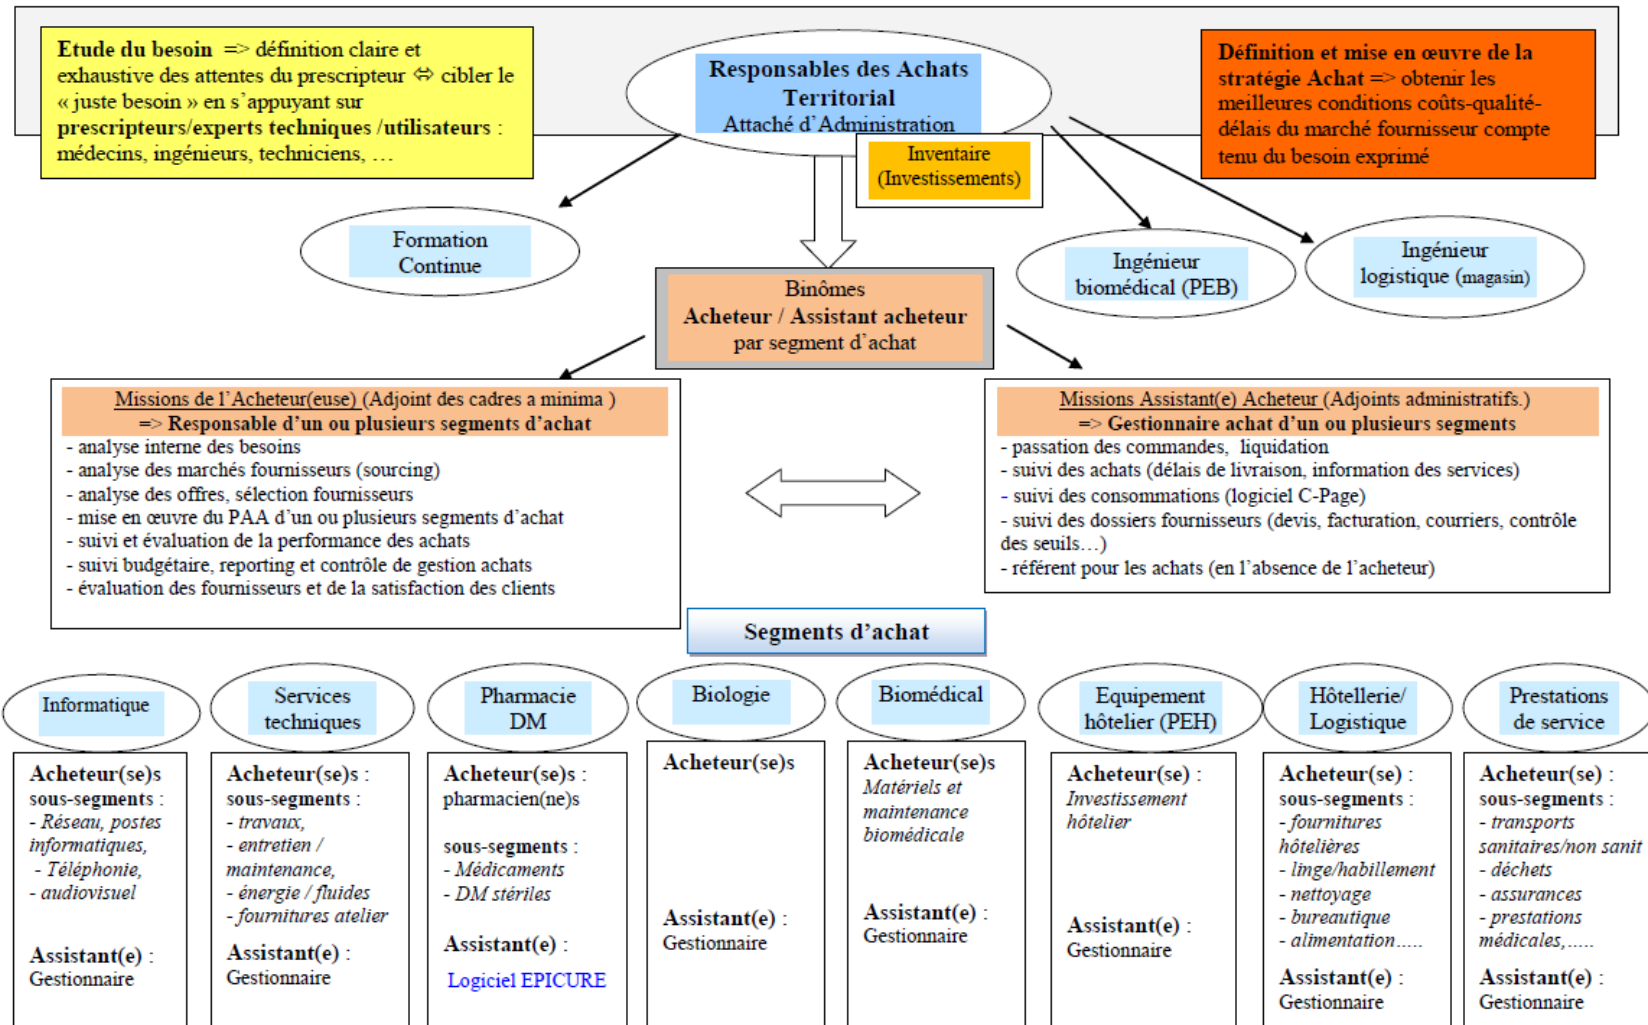 Etude du besoin => définition claire et
exhaustive des attentes du prescripteur ⇔ cibler le
« juste besoin » en s’appuyant sur
prescripteurs/experts techniques /utilisateurs :
médecins, ingénieurs, techniciens, …
Responsables des Achats
Territorial
Attaché d’Administration
Inventaire
(Investissements)
Définition et mise en œuvre de la
stratégie Achat => obtenir les
meilleures conditions coûts-qualité-
délais du marché fournisseur compte
tenu du besoin exprimé
Formation
Continue
Ingénieur
biomédical (PEB)
Ingénieur
logistique (magasin)
Binômes
Acheteur / Assistant acheteur
par segment d’achat
Missions de l’Acheteur(euse) (Adjoint des cadres a minima )
=> Responsable d’un ou plusieurs segments d’achat
- analyse interne des besoins
- analyse des marchés fournisseurs (sourcing)
- analyse des offres, sélection fournisseurs
- mise en œuvre du PAA d’un ou plusieurs segments d’achat
- suivi et évaluation de la performance des achats
- suivi budgétaire, reporting et contrôle de gestion achats
- évaluation des fournisseurs et de la satisfaction des clients
Missions Assistant(e) Acheteur (Adjoints administratifs.)
=> Gestionnaire achat d’un ou plusieurs segments
- passation des commandes, liquidation
- suivi des achats (délais de livraison, information des services)
- suivi des consommations (logiciel C-Page)
- suivi des dossiers fournisseurs (devis, facturation, courriers, contrôle
des seuils…)
- référent pour les achats (en l’absence de l’acheteur)
Segments d’achat
Informatique
Acheteur(se)s
sous-segments :
- Réseau, postes
informatiques,
- Téléphonie,
- audiovisuel
Assistant(e) :
Gestionnaire
Services
techniques
Acheteur(se)s :
sous-segments :
- travaux,
- entretien /
maintenance,
- énergie / fluides
- fournitures atelier
Assistant(e) :
Gestionnaire
Pharmacie
DM
Acheteur(se)s :
pharmacien(ne)s
sous-segments :
- Médicaments
- DM stériles
Assistant(e) :
Logiciel EPICURE
Biologie
Acheteur(se)s
Assistant(e) :
Gestionnaire
Biomédical
Acheteur(se)s
Matériels et
maintenance
biomédicale
Assistant(e) :
Gestionnaire
Equipement
hôtelier (PEH)
Acheteur(se) :
Investissement
hôtelier
Assistant(e) :
Gestionnaire
Hôtellerie/
Logistique
Acheteur(se) :
sous-segments :
- fournitures
hôtelières
- linge/habillement
- nettoyage
- bureautique
- alimentation…..
Assistant(e) :
Gestionnaire
Prestations
de service
Acheteur(se) :
sous-segments :
- transports
sanitaires/non sanit
- déchets
- assurances
- prestations
médicales,…..
Assistant(e) :
Gestionnaire